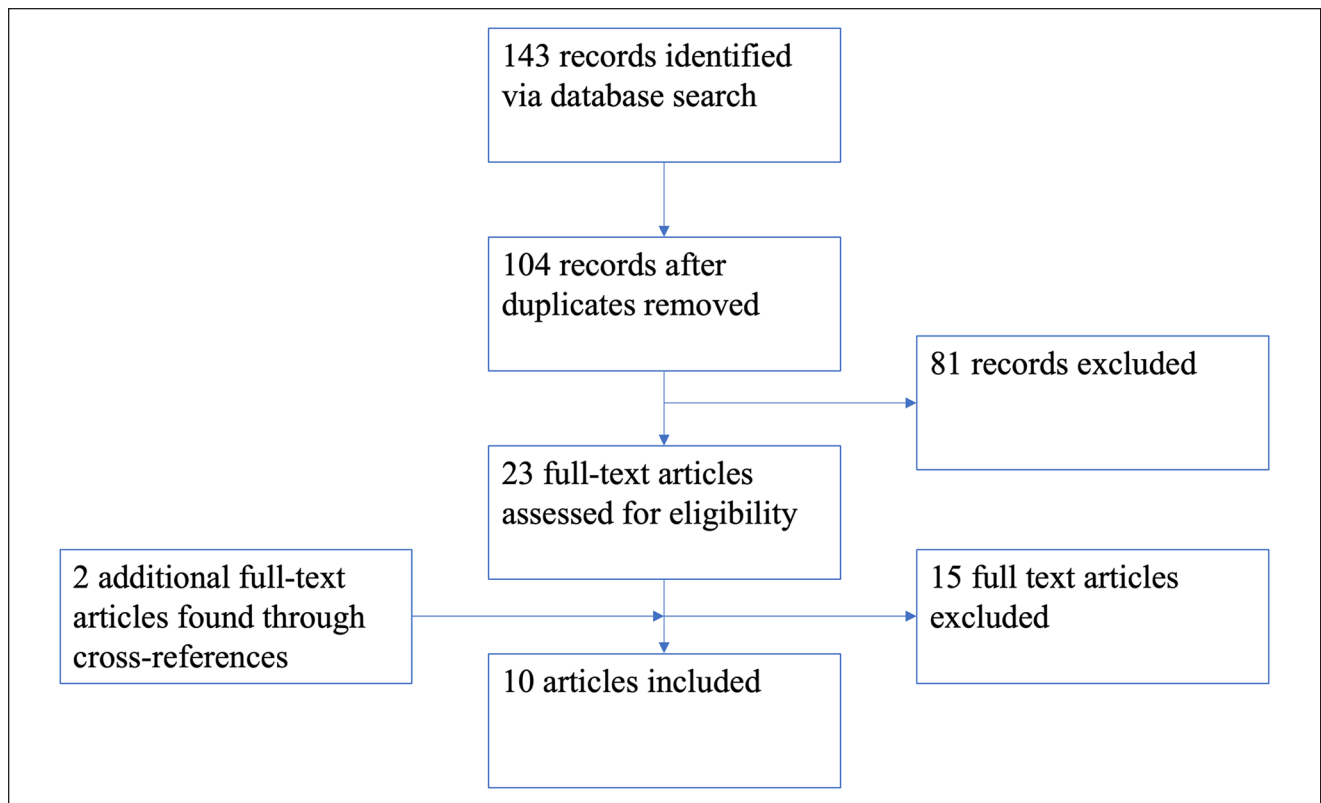 143 records identified
via database search
104 records after
duplicates removed
81 records excluded
23 full-text articles
assessed for eligibility
2 additional full-text
articles found through
cross-references
15 full text articles
excluded
10 articles included